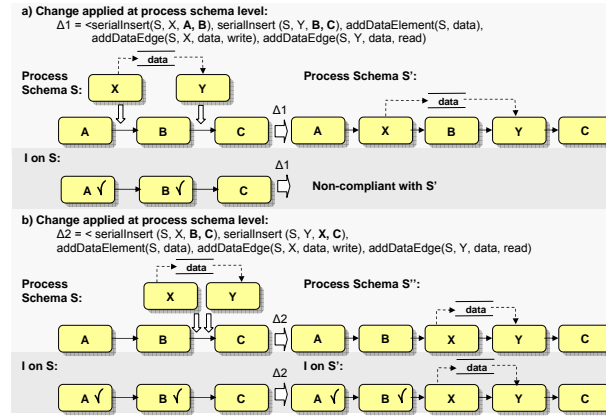 a) Change applied at process schema level:
Δ1 = <serialInsert(S, X, A, B), serialInsert (S, Y, B, C), addDataElement(S, data),
addDataEdge(S, X, data, write), addDataEdge(S, Y, data, read)
Process
Schema S:
data
X
Y
Process Schema S':
data
A
B
C
Δ1
A
X
B
Y
C
I on S:
A √
B √
C
Δ1
Non-compliant with S'
b) Change applied at process schema level:
Δ2 = < serialInsert (S, X, B, C), serialInsert (S, Y, X, C),
addDataElement(S, data), addDataEdge(S, X, data, write), addDataEdge(S, Y, data, read)
Process
Schema S:
data
X
Y
Process Schema S'':
data
A
B
C
Δ2
A
B
X
Y
C
I on S:
Δ2
I on S':
data
A √
B √
C
A √
B √
X
Y
C